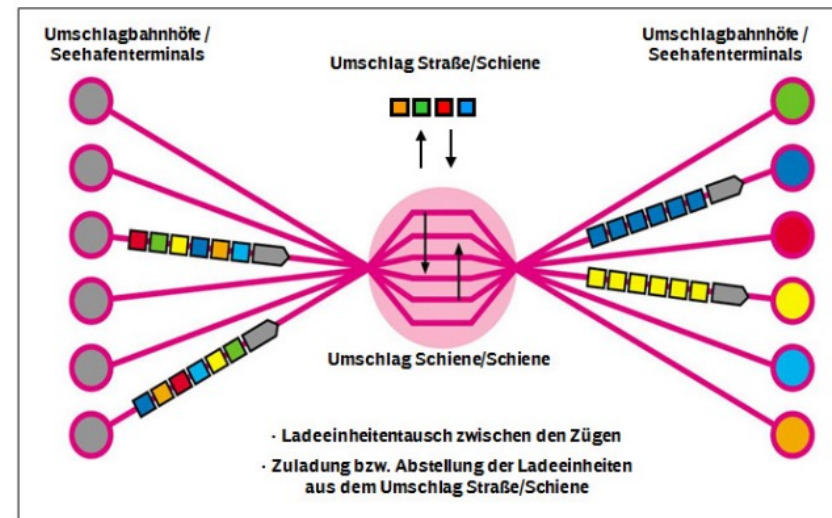 Umschlagbahnhöfe /
Seehafenterminals
Umschlag Straße/Schiene
Umschlagbahnhöfe /
Seehafenterminals
Umschlag Schiene/Schiene
· Ladeeinheitentausch zwischen den Zügen
· Zuladung bzw. Abstellung der Ladeeinheiten
aus dem Umschlag Straße/Schiene